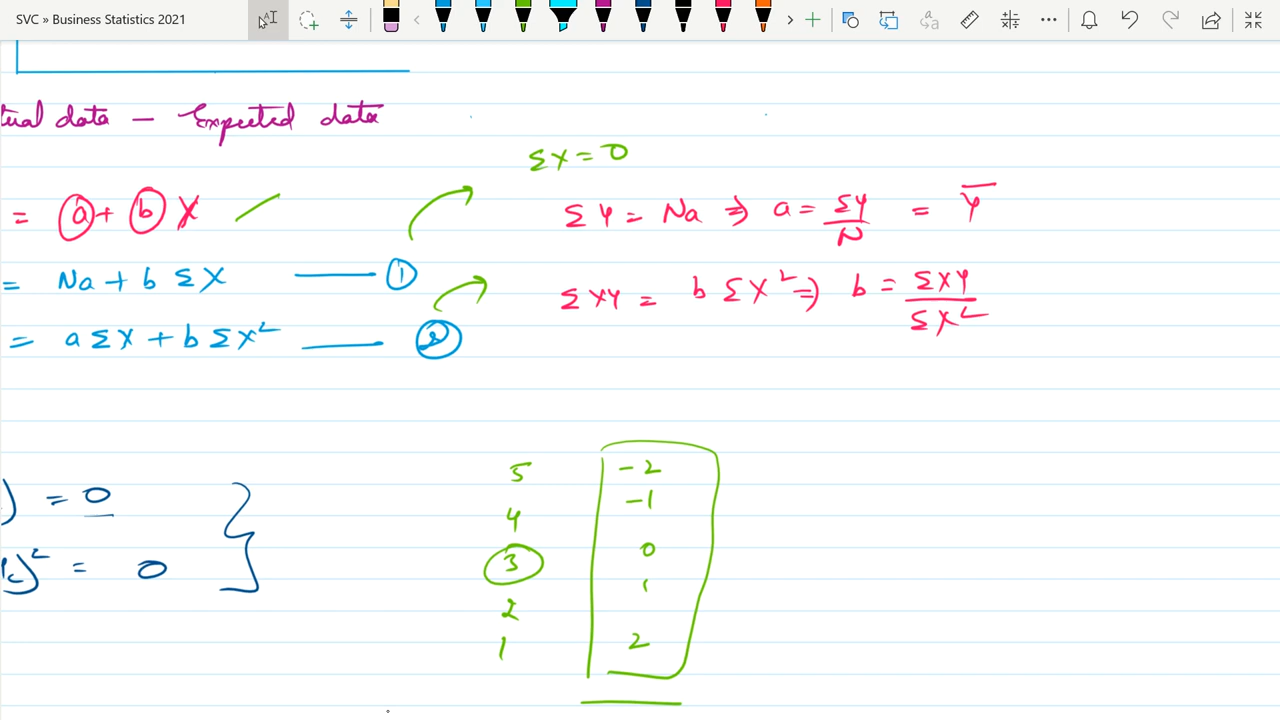 SVC » Business Statistics 2021
tual data — Expected data
ΣX = 0
= a + b X
ΣY = Na ⇒ a = ΣY/N = Y̅
= Na + b ΣX ——— 1
ΣXY = b ΣX² ⇒ b = ΣXY/ΣX²
= a ΣX + b ΣX² ——— 2
5 -2
) = 0 }
-1
4
3 0
)² = 0
1
2
1 2